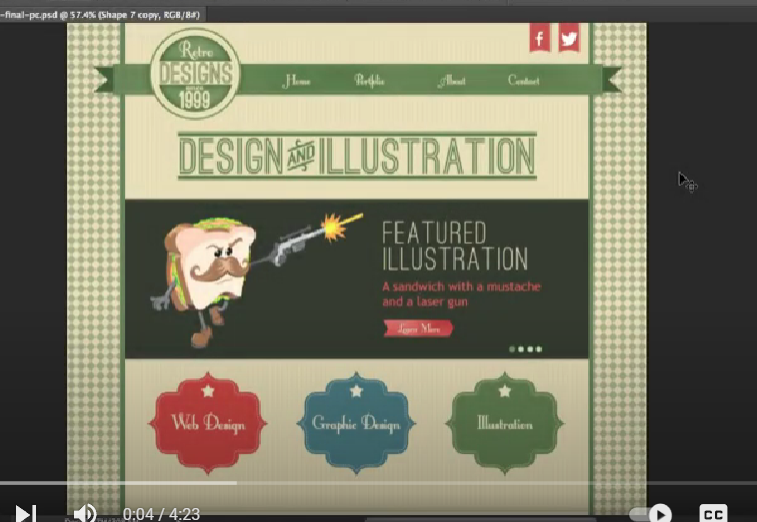 -final-pc.psd @ 57.4% (Shape 7 copy, RGB/8#)
Retro
DESIGNS
1999
Home Portfolio About Contact
DESIGN AND ILLUSTRATION
FEATURED
ILLUSTRATION
A sandwich with a mustache
and a laser gun
Learn More
Web Design Graphic Design Illustration
0:04 / 4:23
CC